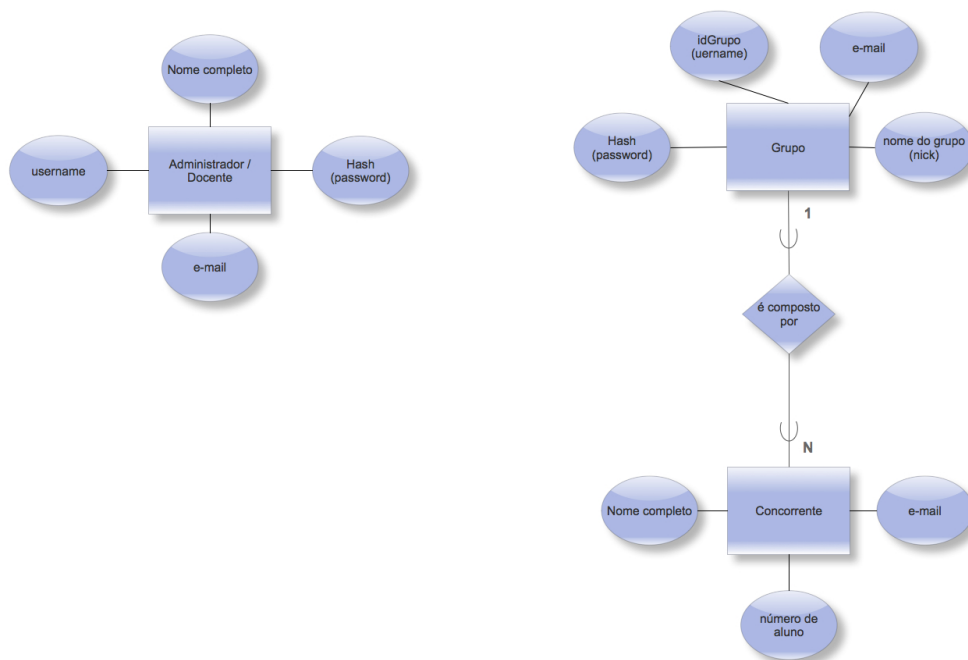 Nome completo
username
Administrador /
Docente
Hash
(password)
e-mail
idGrupo
(uername)
e-mail
Hash
(password)
Grupo
nome do grupo
(nick)
1
é composto
por
N
Nome completo
Concorrente
e-mail
número de
aluno